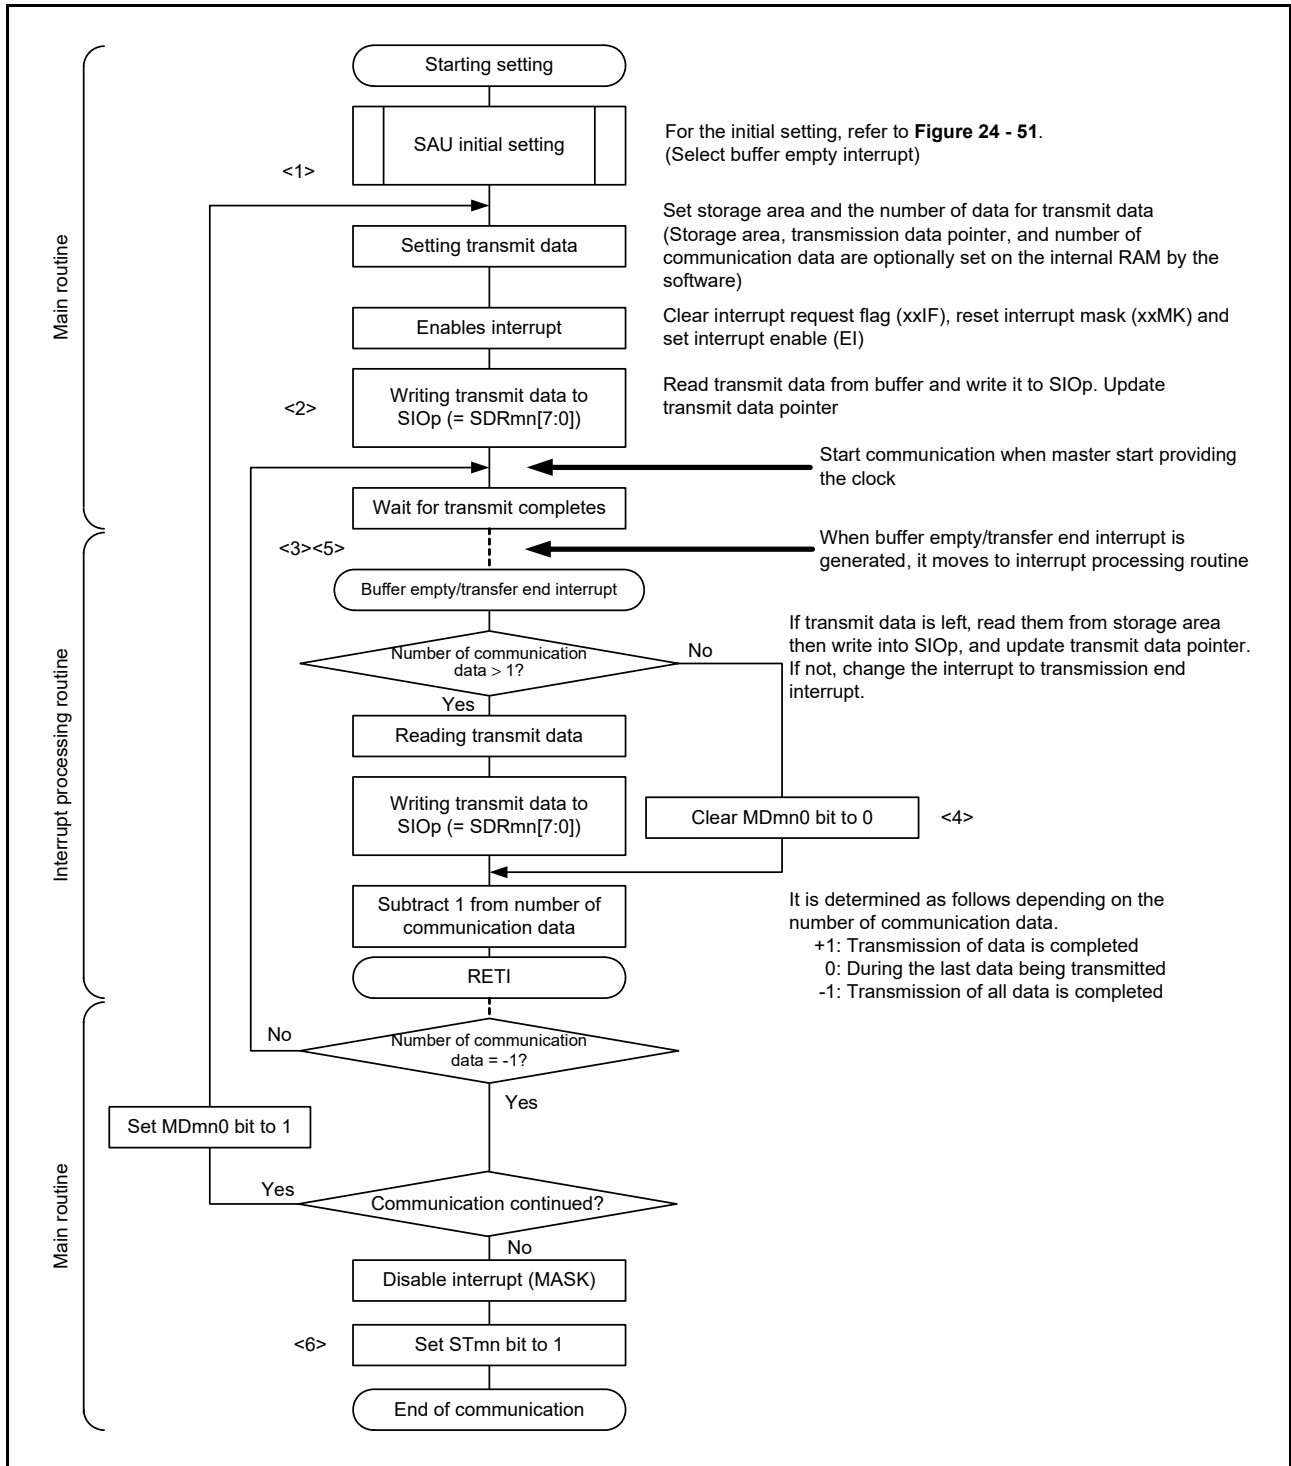 Starting setting
SAU initial setting
For the initial setting, refer to Figure 24 - 51.
(Select buffer empty interrupt)
<1>
Main routine
Setting transmit data
Set storage area and the number of data for transmit data
(Storage area, transmission data pointer, and number of
communication data are optionally set on the internal RAM by the
software)
Enables interrupt
Clear interrupt request flag (xxIF), reset interrupt mask (xxMK) and
set interrupt enable (EI)
<2>
Writing transmit data to
SIOp (= SDRmn[7:0])
Read transmit data from buffer and write it to SIOp. Update
transmit data pointer
Start communication when master start providing
the clock
Wait for transmit completes
<3><5>
When buffer empty/transfer end interrupt is
generated, it moves to interrupt processing routine
Buffer empty/transfer end interrupt
Interrupt processing routine
Number of communication
data > 1?
No
Yes
If transmit data is left, read them from storage area
then write into SIOp, and update transmit data pointer.
If not, change the interrupt to transmission end
interrupt.
Reading transmit data
Writing transmit data to
SIOp (= SDRmn[7:0])
Clear MDmn0 bit to 0
<4>
Subtract 1 from number of
communication data
It is determined as follows depending on the
number of communication data.
+1: Transmission of data is completed
0: During the last data being transmitted
-1: Transmission of all data is completed
RETI
No
Number of communication
data = -1?
Yes
Set MDmn0 bit to 1
Main routine
Yes
Communication continued?
No
Disable interrupt (MASK)
<6>
Set STmn bit to 1
End of communication